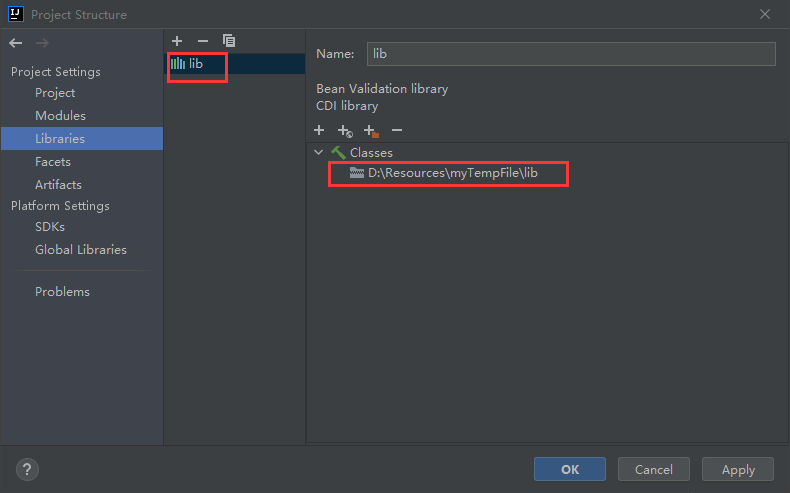 Project Structure
Project Settings
Project
Modules
Libraries
Facets
Artifacts
Platform Settings
SDKs
Global Libraries
Problems
lib
Name: lib
Bean Validation library
CDI library
Classes
D:\Resources\myTempFile\lib
?
OK Cancel Apply